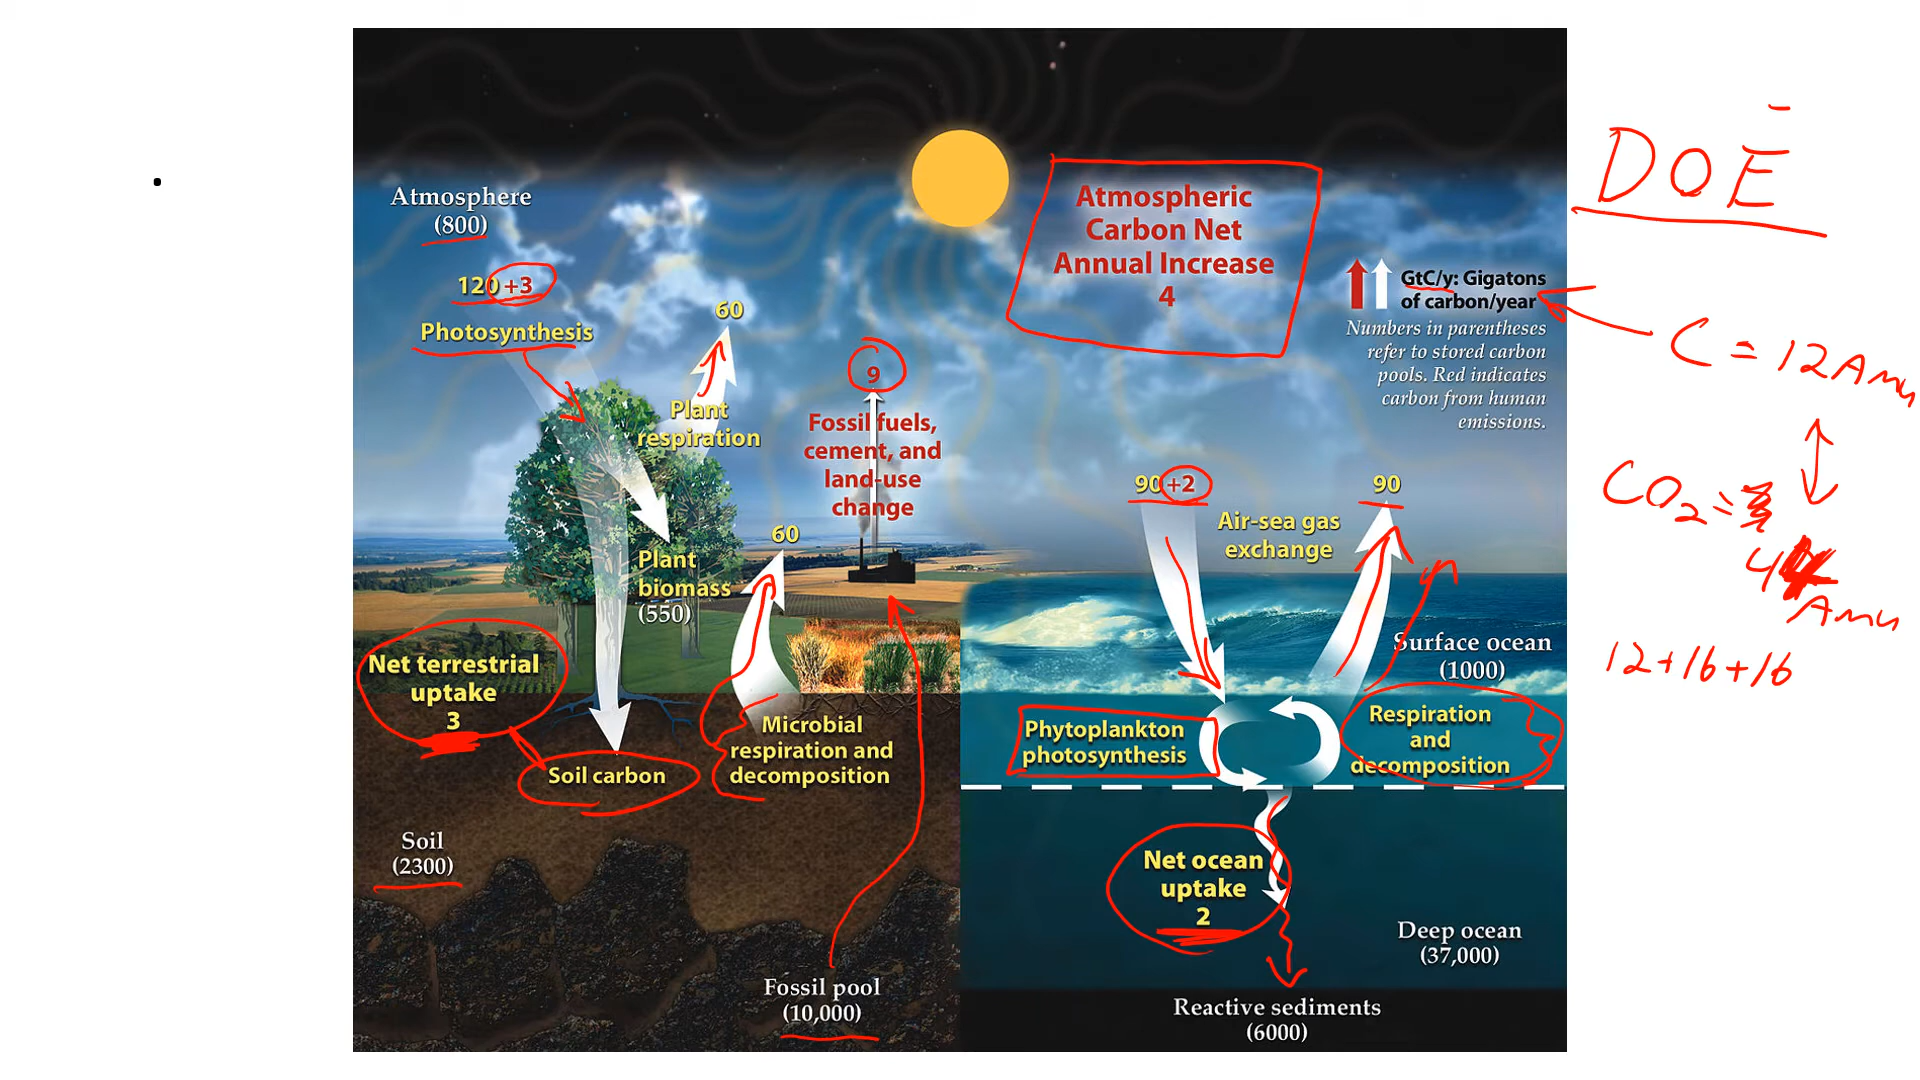 Atmosphere
(800)
120 +3
Photosynthesis
60
Plant
respiration
9
Fossil fuels,
cement, and
land-use
change
60
Plant
biomass
(550)
Net terrestrial
uptake
3
Soil carbon
Microbial
respiration and
decomposition
Soil
(2300)
Fossil pool
(10,000)
Atmospheric
Carbon Net
Annual Increase
4
GtC/y: Gigatons
of carbon/year
Numbers in parentheses
refer to stored carbon
pools. Red indicates
carbon from human
emissions.
90 +2
90
Air-sea gas
exchange
Surface ocean
(1000)
Phytoplankton
photosynthesis
Respiration
and
decomposition
Net ocean
uptake
2
Deep ocean
(37,000)
Reactive sediments
(6000)
DOE
C = 12 Amu
CO2 =
Amu
12+16+16